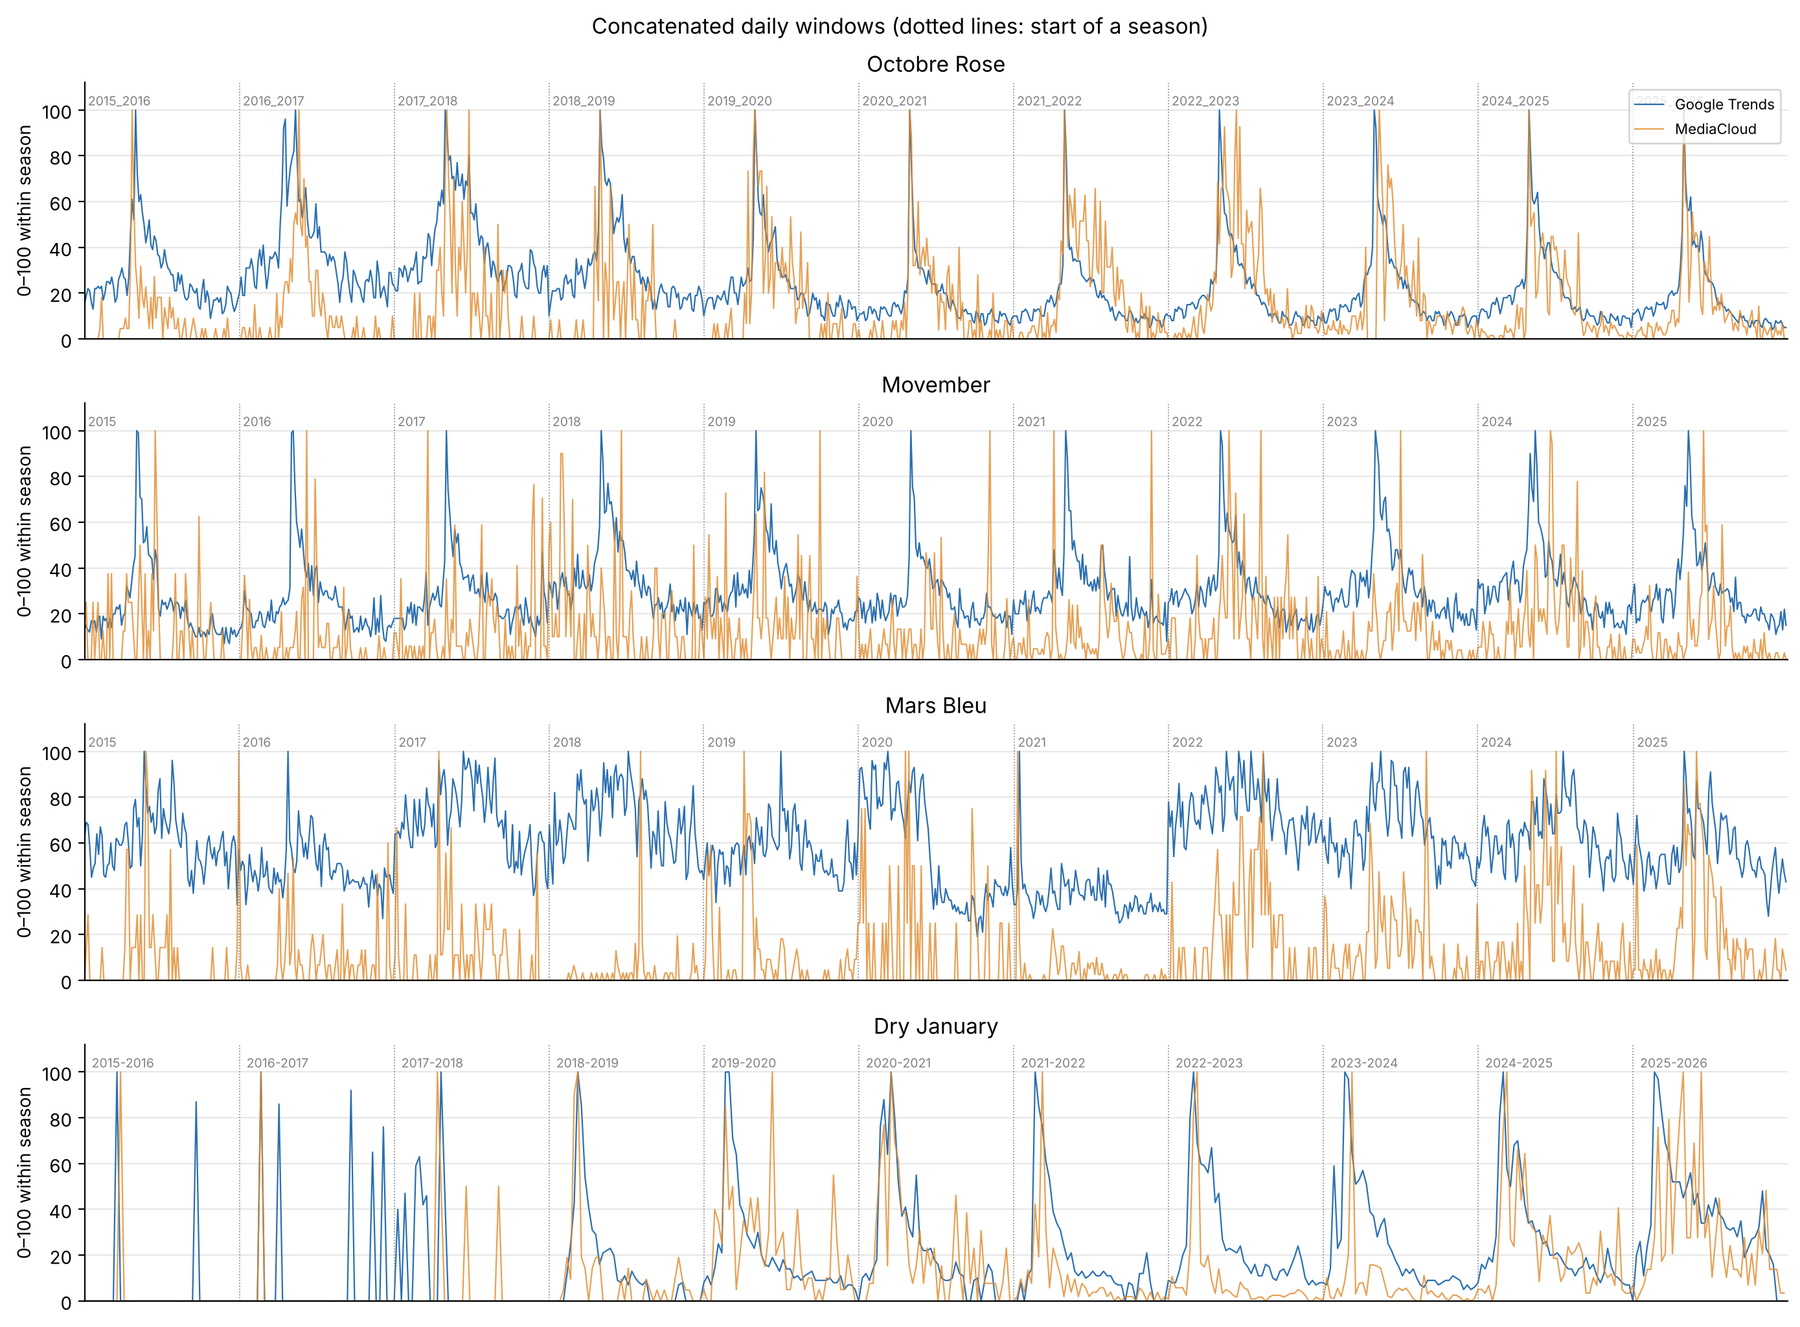 Concatenated daily windows (dotted lines: start of a season)
Octobre Rose
0–100 within season
100
80
60
40
20
0
2015_2016 2016_2017 2017_2018 2018_2019 2019_2020 2020_2021 2021_2022 2022_2023 2023_2024 2024_2025
Google Trends
MediaCloud
Movember
0–100 within season
100
80
60
40
20
0
2015 2016 2017 2018 2019 2020 2021 2022 2023 2024 2025
Mars Bleu
0–100 within season
100
80
60
40
20
0
2015 2016 2017 2018 2019 2020 2021 2022 2023 2024 2025
Dry January
0–100 within season
100
80
60
40
20
0
2015-2016 2016-2017 2017-2018 2018-2019 2019-2020 2020-2021 2021-2022 2022-2023 2023-2024 2024-2025 2025-2026